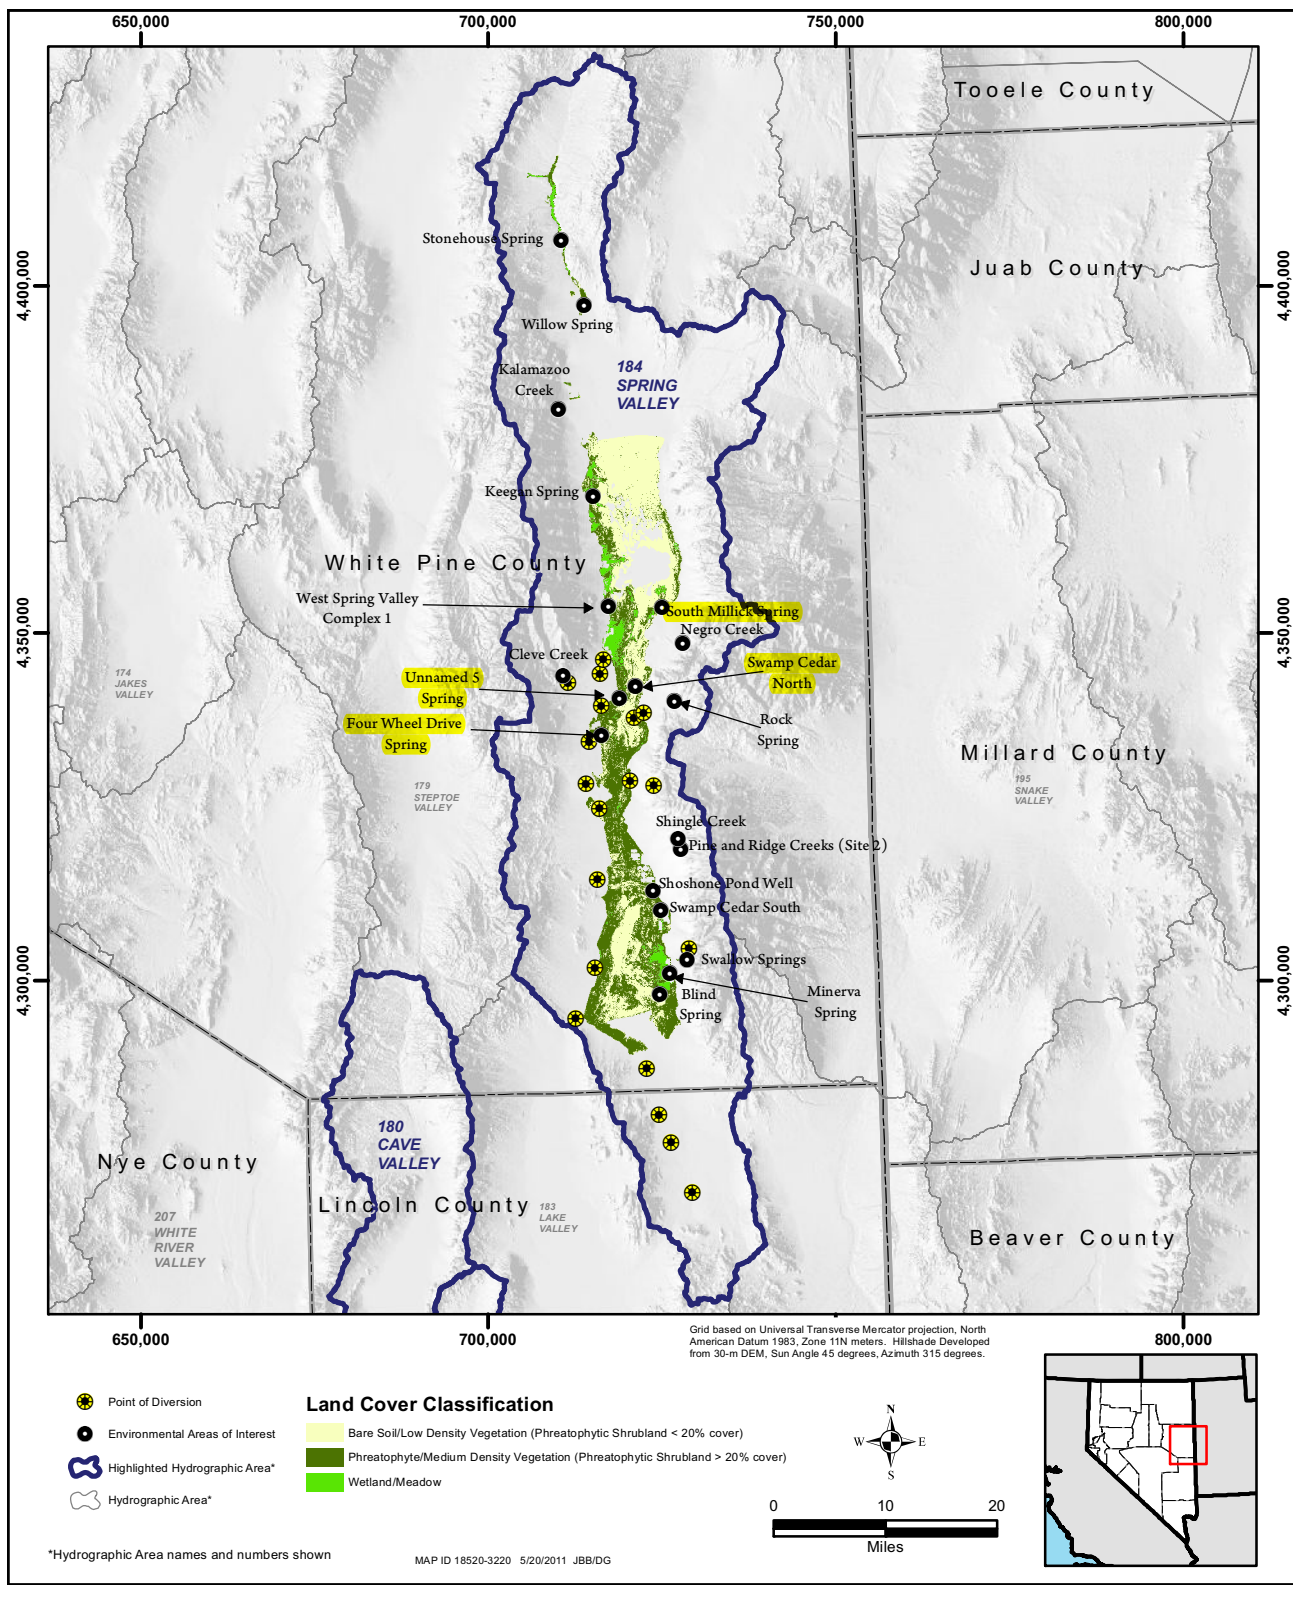 650,000
700,000
750,000
800,000
Tooele County
Juab County
4,400,000
4,400,000
Stonehouse Spring
Willow Spring
184
SPRING
VALLEY
Kalamazoo
Creek
Keegan Spring
White Pine County
West Spring Valley
Complex 1
South Millick Spring
Negro Creek
4,350,000
4,350,000
Cleve Creek
Swamp Cedar
North
174
JAKES
VALLEY
Unnamed 5
Spring
Four Wheel Drive
Spring
Rock
Spring
Millard County
179
STEPTOE
VALLEY
195
SNAKE
VALLEY
Shingle Creek
Pine and Ridge Creeks (Site 2)
Shoshone Pond Well
Swamp Cedar South
Swallow Springs
4,300,000
4,300,000
Blind
Spring
Minerva
Spring
180
CAVE
VALLEY
Nye County
Lincoln County
183
LAKE
VALLEY
207
WHITE
RIVER
VALLEY
Beaver County
650,000
700,000
800,000
Grid based on Universal Transverse Mercator projection, North
American Datum 1983, Zone 11N meters. Hillshade Developed
from 30-m DEM, Sun Angle 45 degrees, Azimuth 315 degrees.
Point of Diversion
Environmental Areas of Interest
Highlighted Hydrographic Area*
Hydrographic Area*
Land Cover Classification
Bare Soil/Low Density Vegetation (Phreatophytic Shrubland < 20% cover)
Phreatophyte/Medium Density Vegetation (Phreatophytic Shrubland > 20% cover)
Wetland/Meadow
N
W
E
S
0
10
20
Miles
*Hydrographic Area names and numbers shown
MAP ID 18520-3220 5/20/2011 JBB/DG